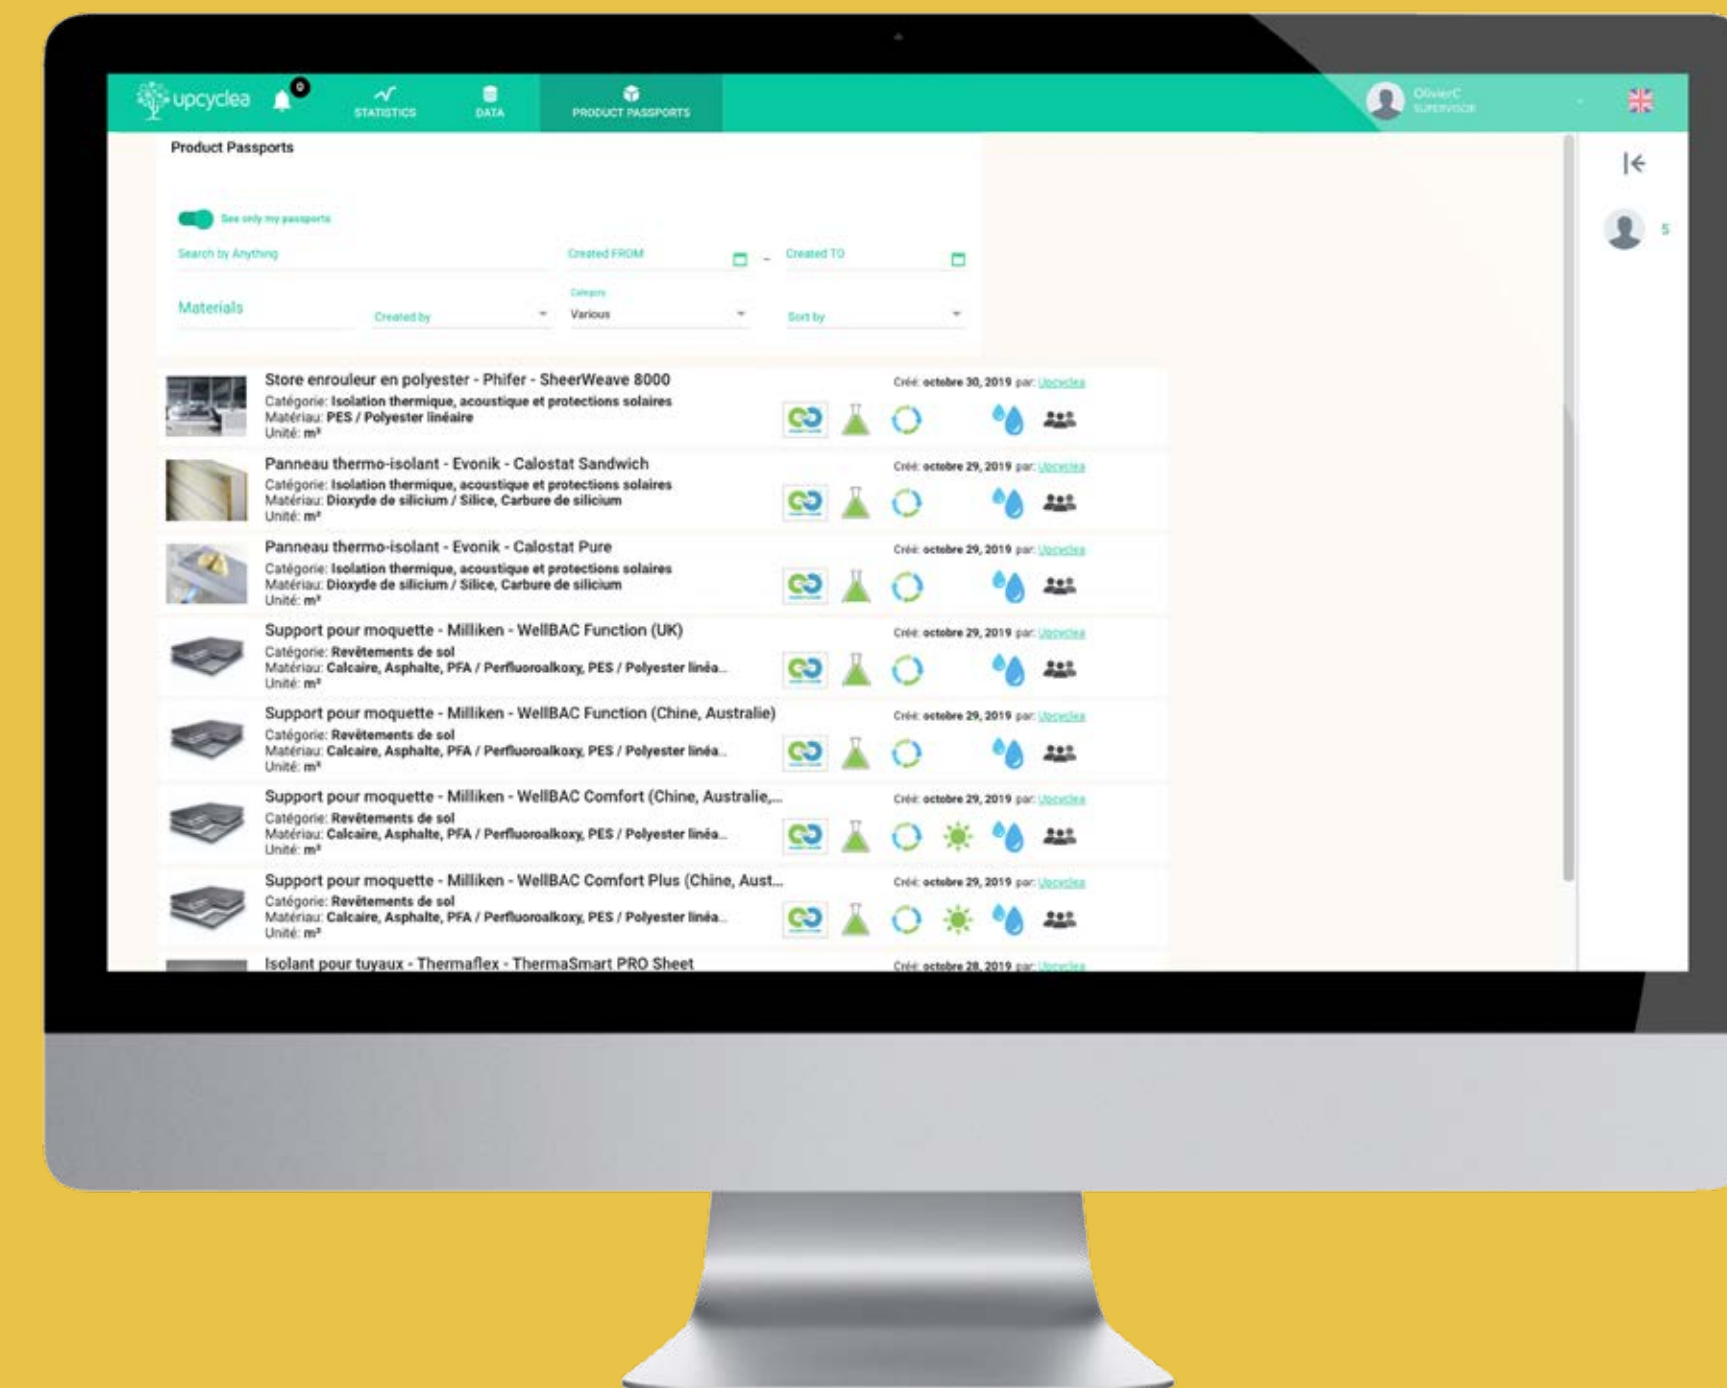 upcyclea
0
STATISTICS
DATA
PRODUCT PASSPORTS
OlivierC
SUPERVISOR
Product Passports
See only my passports
Search by Anything
Created FROM
-
Created TO
Materials
Created by
Category
Various
Sort by
5
Store enrouleur en polyester - Phifer - SheerWeave 8000
Créé: octobre 30, 2019 par: Upcyclea
Catégorie: Isolation thermique, acoustique et protections solaires
Matériau: PES / Polyester linéaire
Unité: m²
Panneau thermo-isolant - Evonik - Calostat Sandwich
Créé: octobre 29, 2019 par: Upcyclea
Catégorie: Isolation thermique, acoustique et protections solaires
Matériau: Dioxyde de silicium / Silice, Carbure de silicium
Unité: m²
Panneau thermo-isolant - Evonik - Calostat Pure
Créé: octobre 29, 2019 par: Upcyclea
Catégorie: Isolation thermique, acoustique et protections solaires
Matériau: Dioxyde de silicium / Silice, Carbure de silicium
Unité: m²
Support pour moquette - Milliken - WellBAC Function (UK)
Créé: octobre 29, 2019 par: Upcyclea
Catégorie: Revêtements de sol
Matériau: Calcaire, Asphalte, PFA / Perfluoroalkoxy, PES / Polyester linéa...
Unité: m²
Support pour moquette - Milliken - WellBAC Function (Chine, Australie)
Créé: octobre 29, 2019 par: Upcyclea
Catégorie: Revêtements de sol
Matériau: Calcaire, Asphalte, PFA / Perfluoroalkoxy, PES / Polyester linéa...
Unité: m²
Support pour moquette - Milliken - WellBAC Comfort (Chine, Australie,...
Créé: octobre 29, 2019 par: Upcyclea
Catégorie: Revêtements de sol
Matériau: Calcaire, Asphalte, PFA / Perfluoroalkoxy, PES / Polyester linéa...
Unité: m²
Support pour moquette - Milliken - WellBAC Comfort Plus (Chine, Aust...
Créé: octobre 29, 2019 par: Upcyclea
Catégorie: Revêtements de sol
Matériau: Calcaire, Asphalte, PFA / Perfluoroalkoxy, PES / Polyester linéa...
Unité: m²
Isolant pour tuyaux - Thermaflex - ThermaSmart PRO Sheet
Créé: octobre 28, 2019 par: Upcyclea